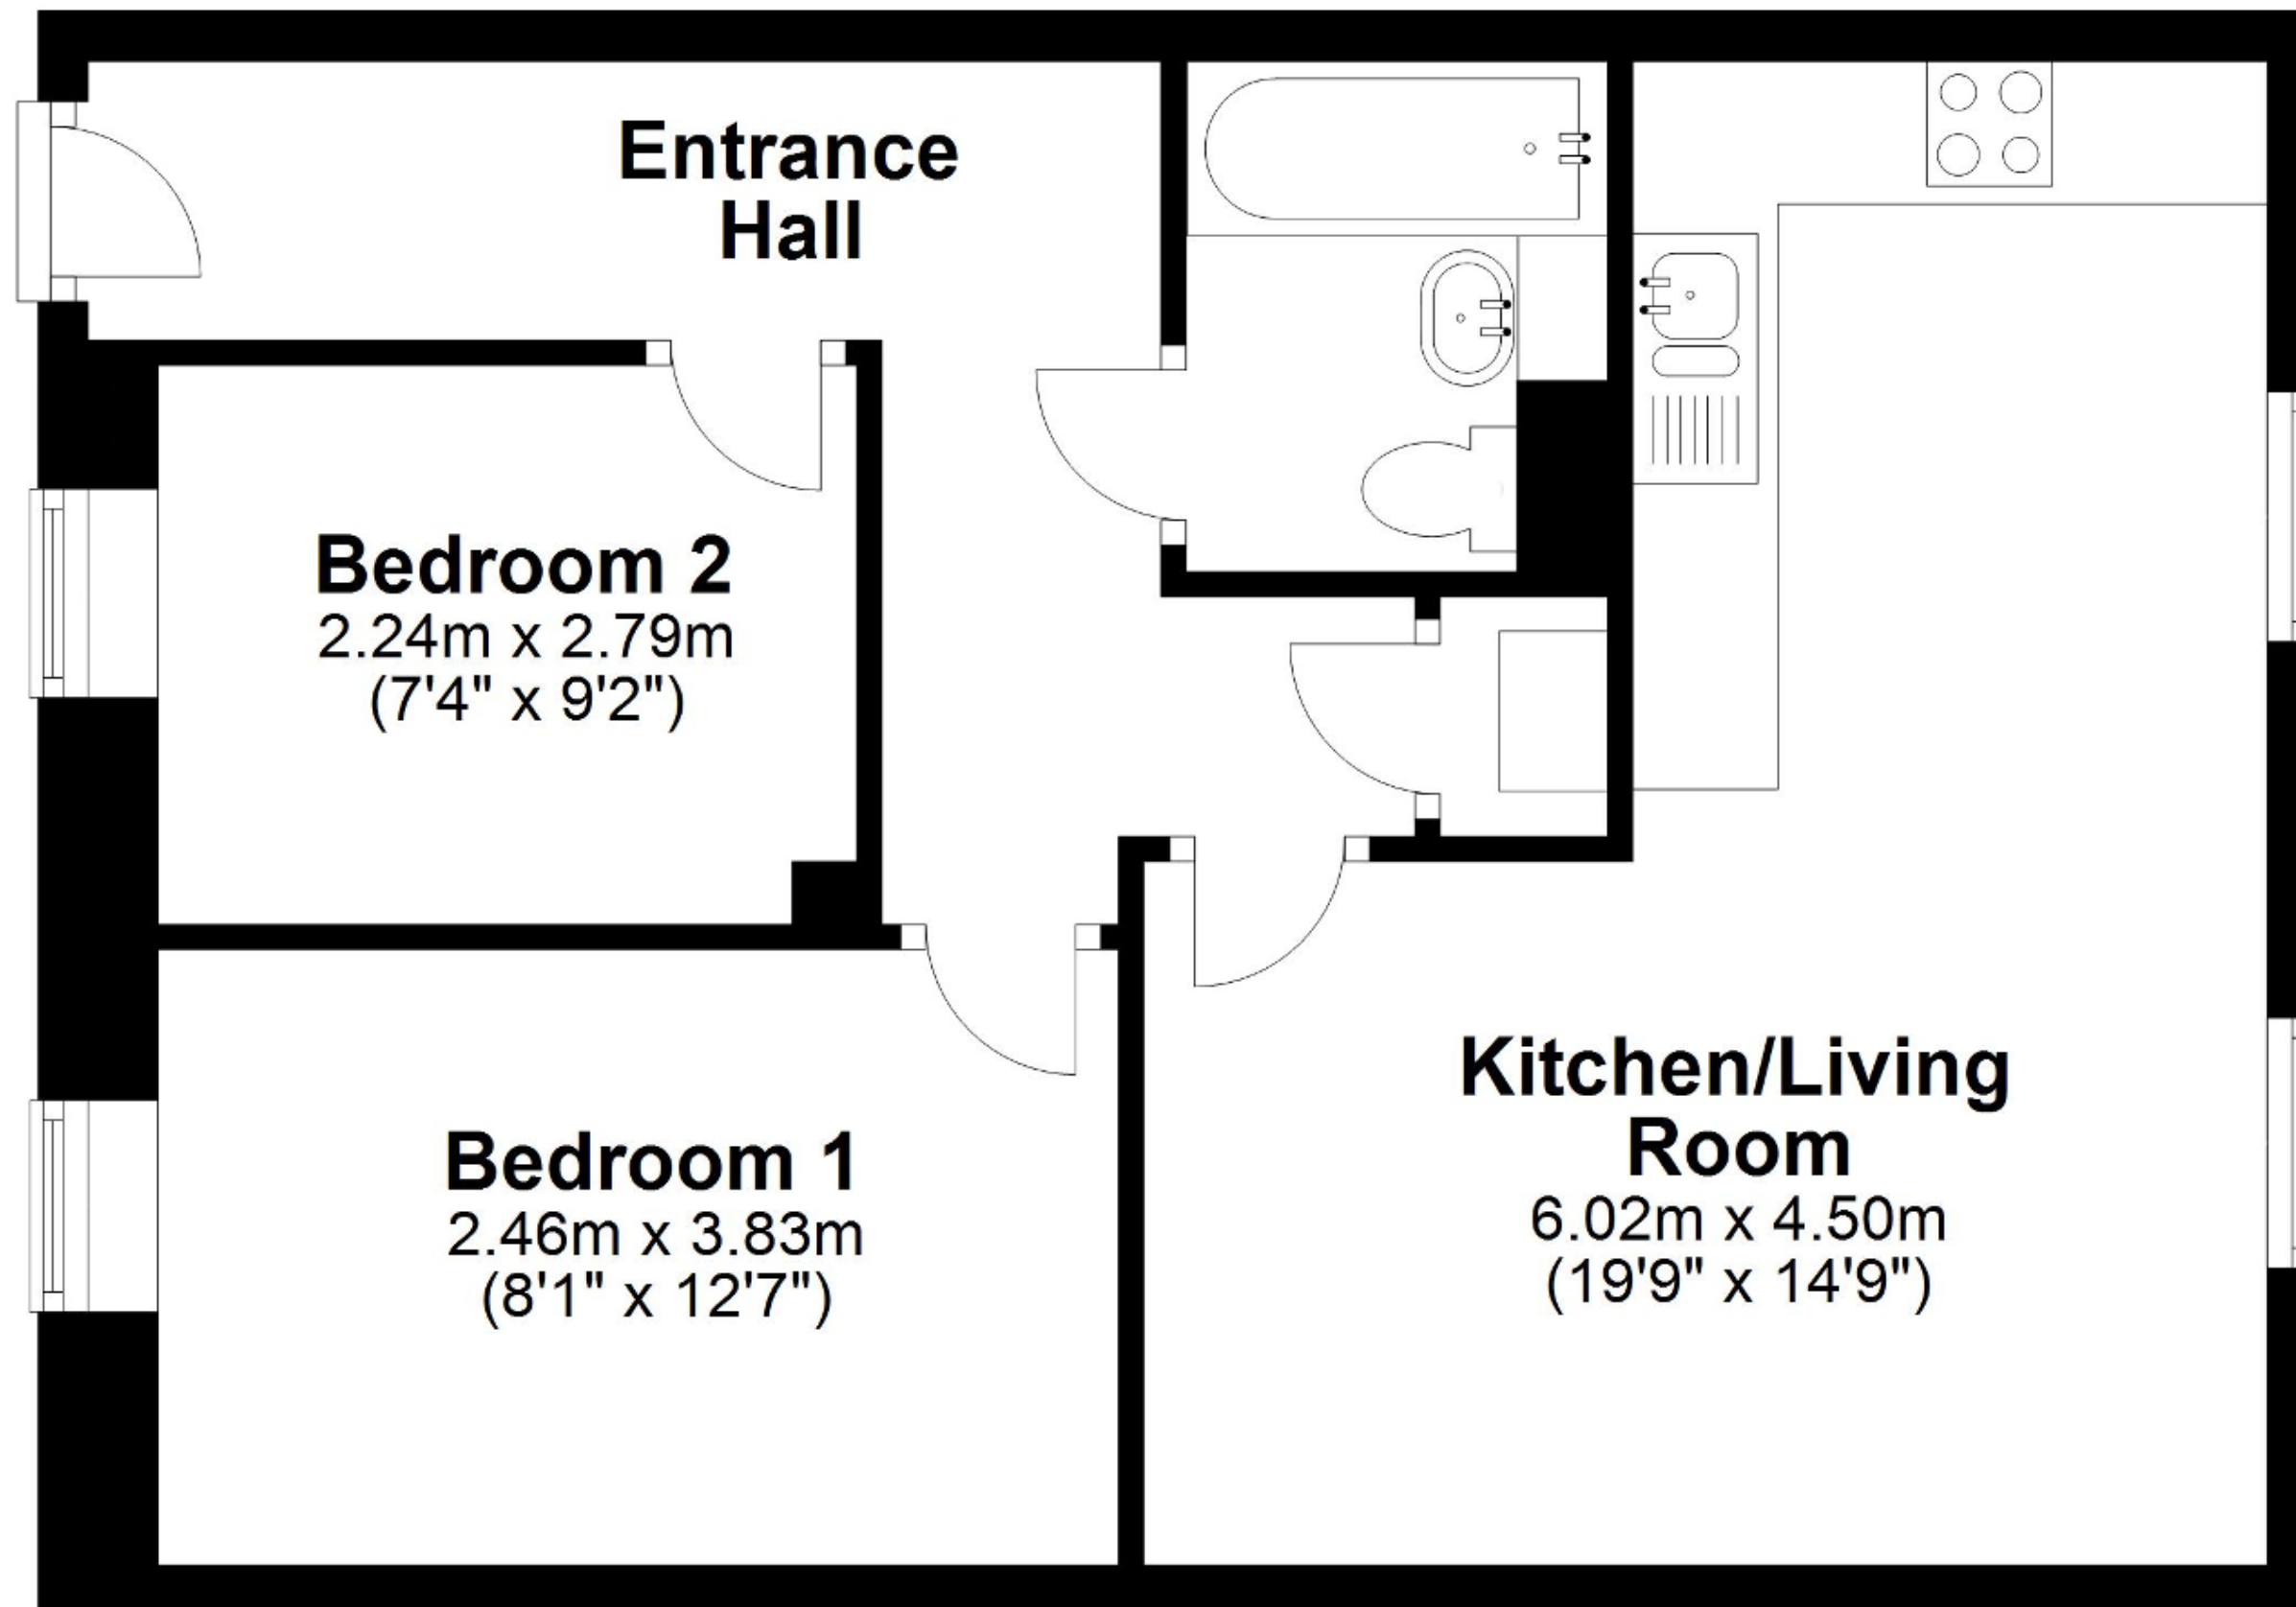 Entrance
Hall
Bedroom 2
2.24m x 2.79m
(7'4" x 9'2")
Bedroom 1
2.46m x 3.83m
(8'1" x 12'7")
Kitchen/Living
Room
6.02m x 4.50m
(19'9" x 14'9")